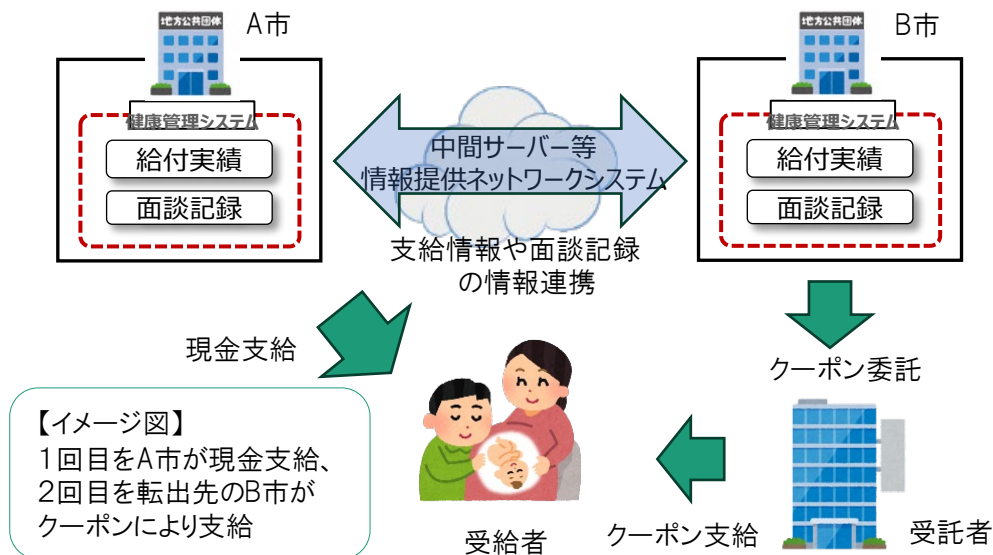 地方公共団体
A市
健康管理システム
給付実績
面談記録
中間サーバー等
情報提供ネットワークシステム
支給情報や面談記録
の情報連携
地方公共団体
B市
健康管理システム
給付実績
面談記録
現金支給
クーポン委託
【イメージ図】
1回目をA市が現金支給、
2回目を転出先のB市が
クーポンにより支給
受給者
クーポン支給
受託者